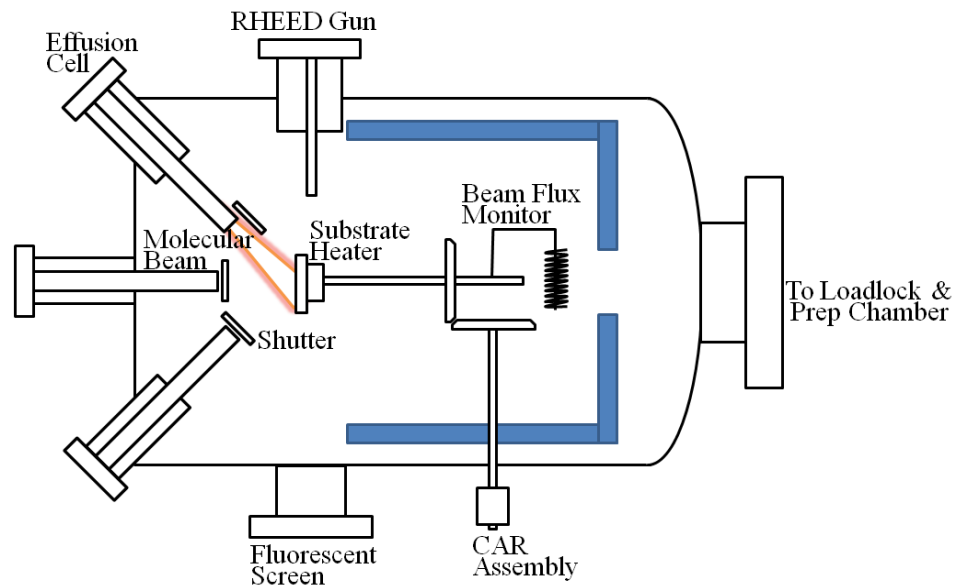 RHEED Gun
Effusion
Cell
Beam Flux
Monitor
Substrate
Heater
Molecular
Beam
To Loadlock &
Prep Chamber
Shutter
Fluorescent
Screen
CAR
Assembly